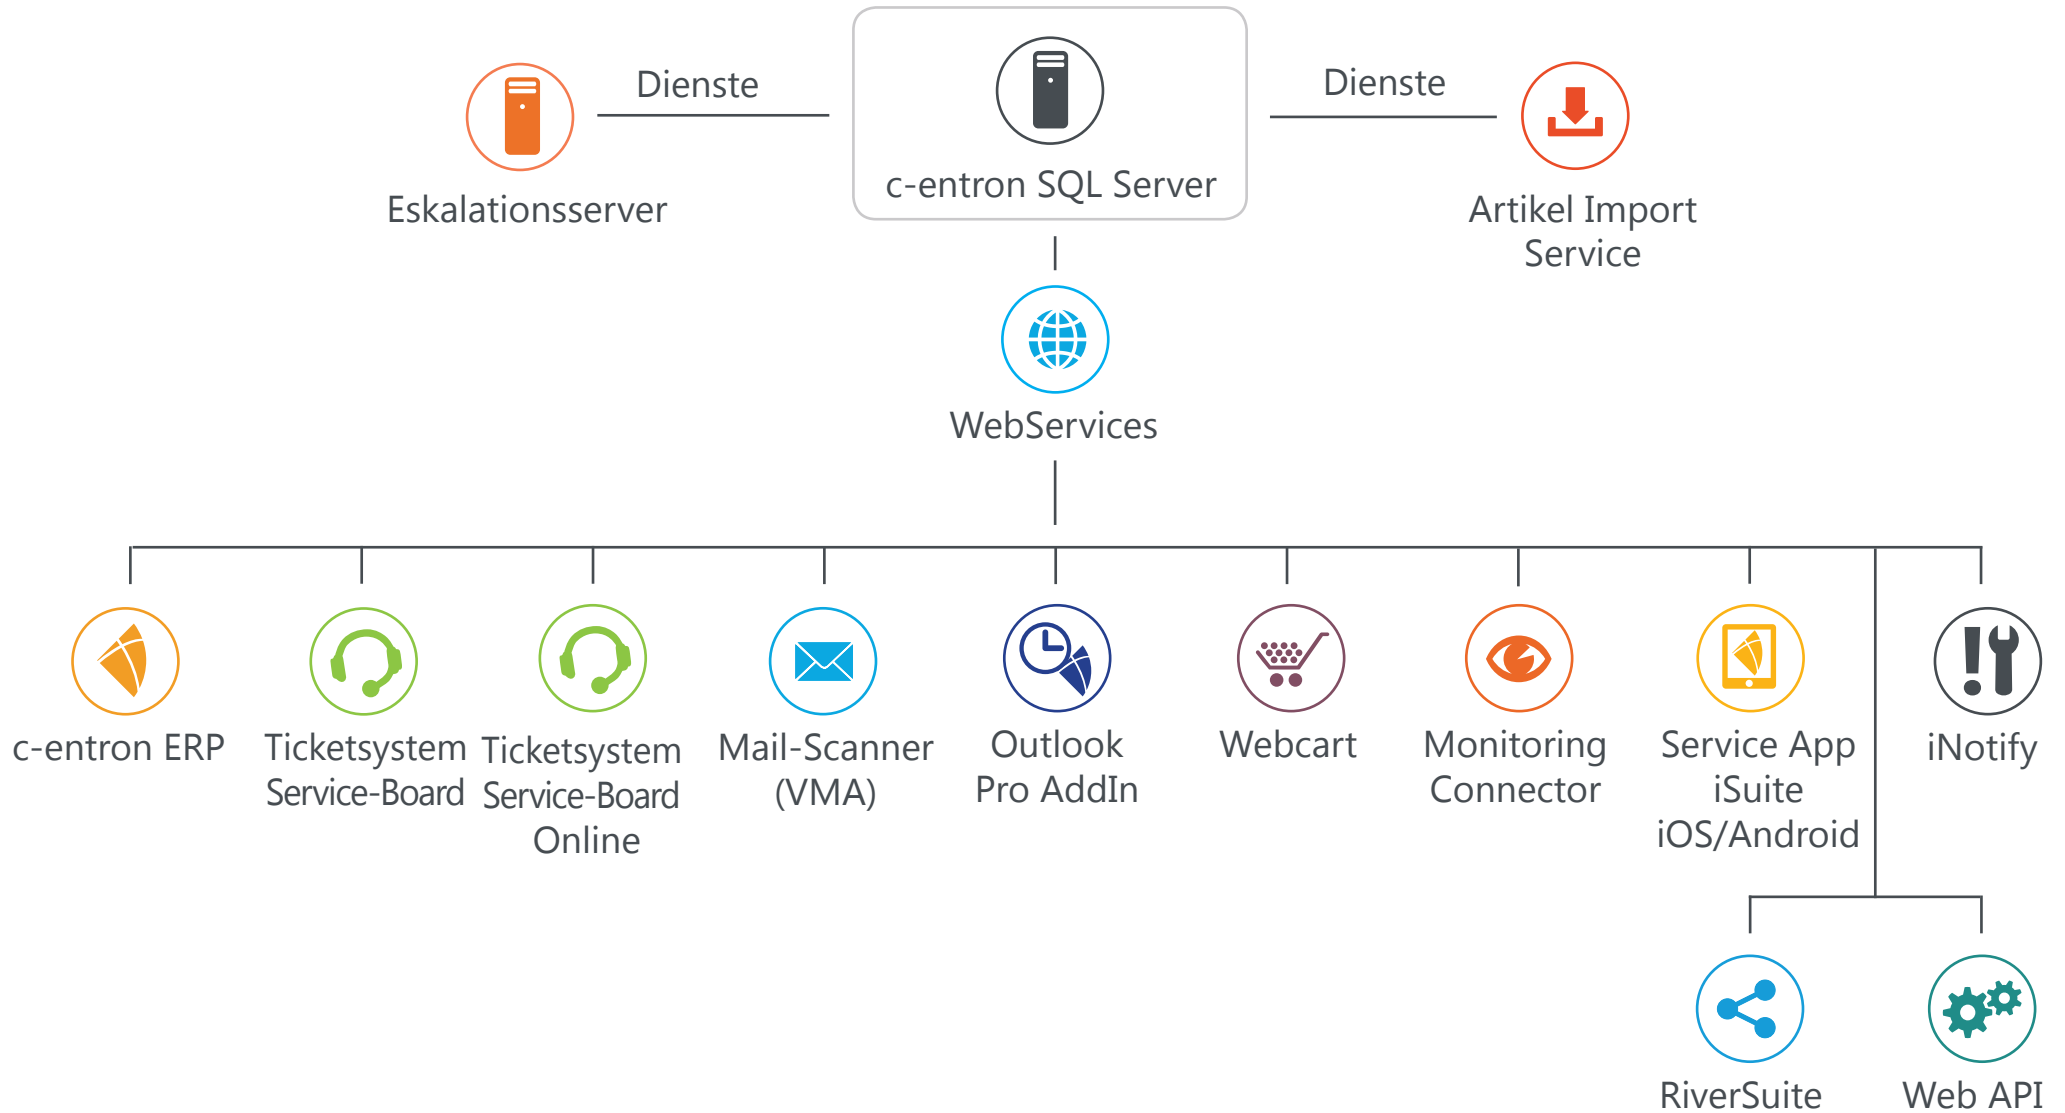 Dienste
Dienste
c-entron SQL Server
Eskalationsserver
Artikel Import
Service
WebServices
c-entron ERP
Ticketsystem
Service-Board
Ticketsystem
Service-Board
Online
Mail-Scanner
(VMA)
Outlook
Pro AddIn
Webcart
Monitoring
Connector
Service App
iSuite
iOS/Android
iNotify
RiverSuite
Web API